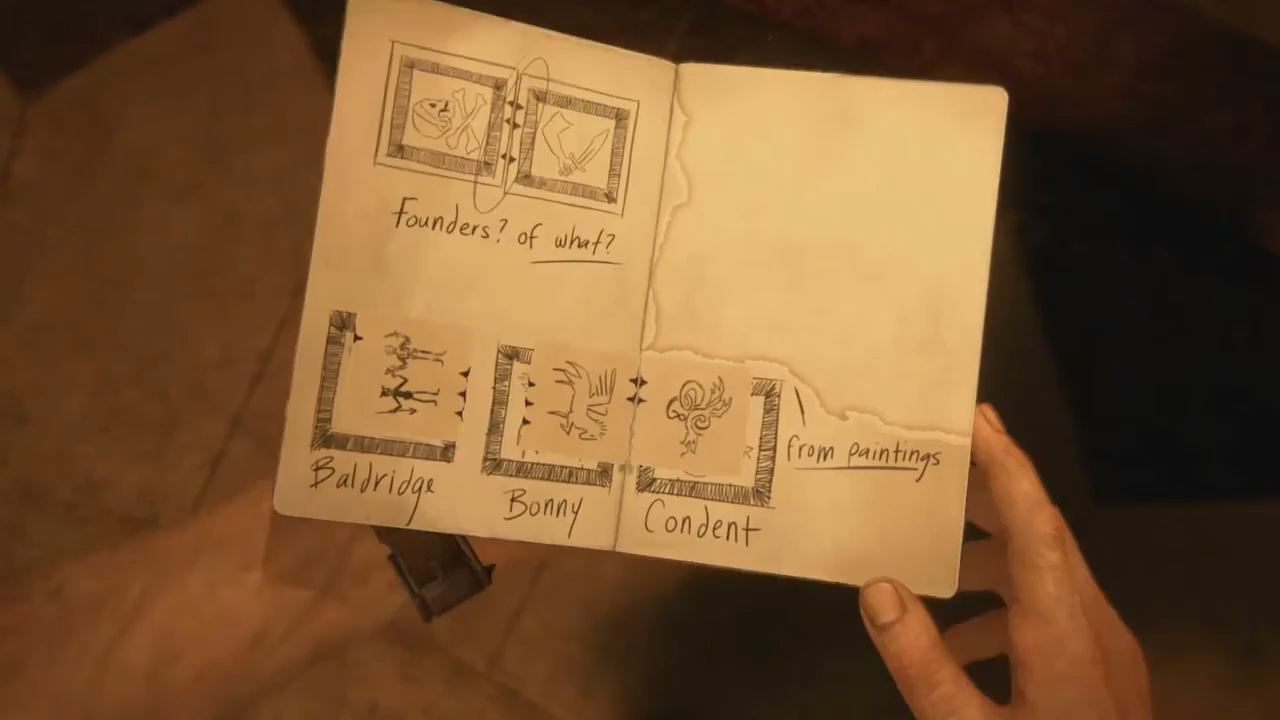 Founders? of what?
Baldridge
Bonny
Condent
from paintings